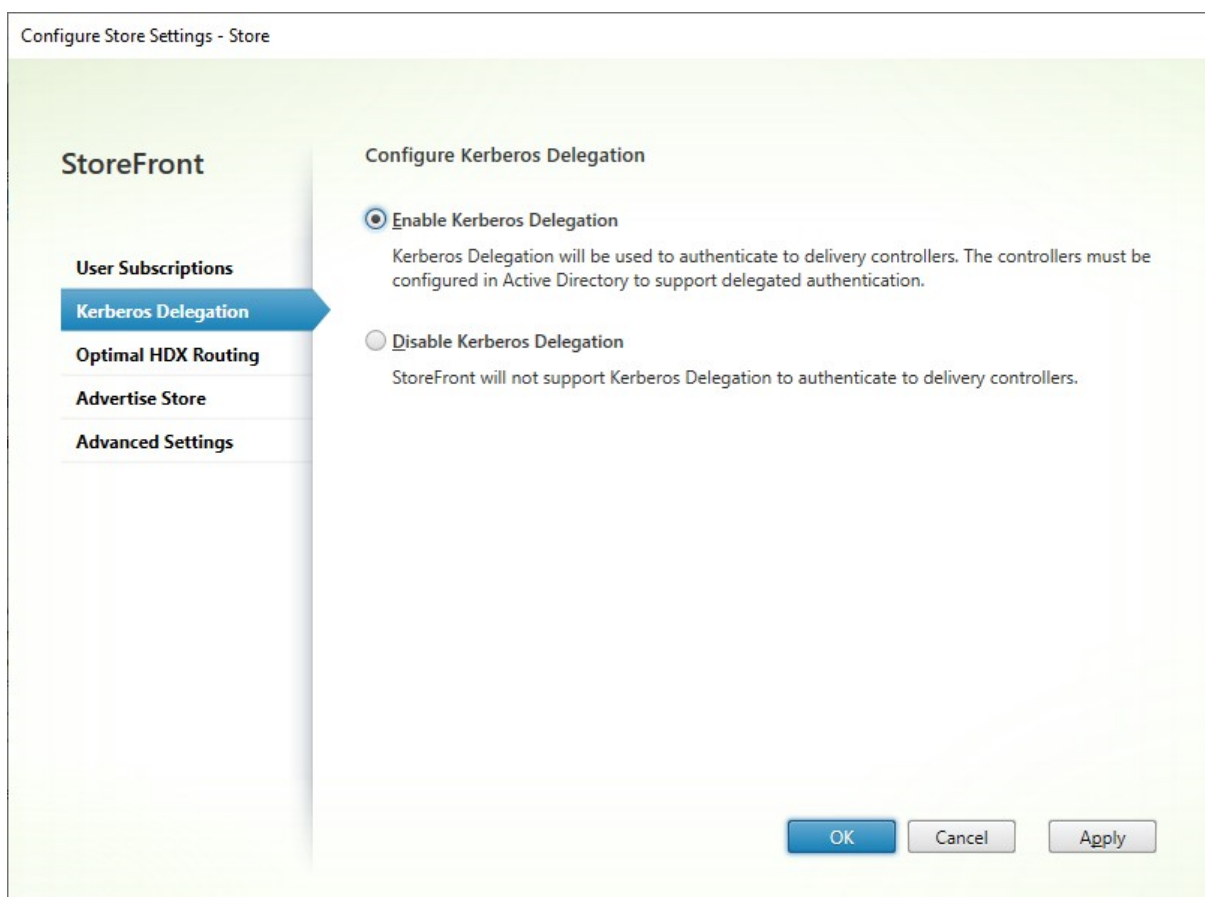 Configure Store Settings - Store
StoreFront
User Subscriptions
Kerberos Delegation
Optimal HDX Routing
Advertise Store
Advanced Settings
Configure Kerberos Delegation
Enable Kerberos Delegation
Kerberos Delegation will be used to authenticate to delivery controllers. The controllers must be
configured in Active Directory to support delegated authentication.
Disable Kerberos Delegation
StoreFront will not support Kerberos Delegation to authenticate to delivery controllers.
OK
Cancel
Apply